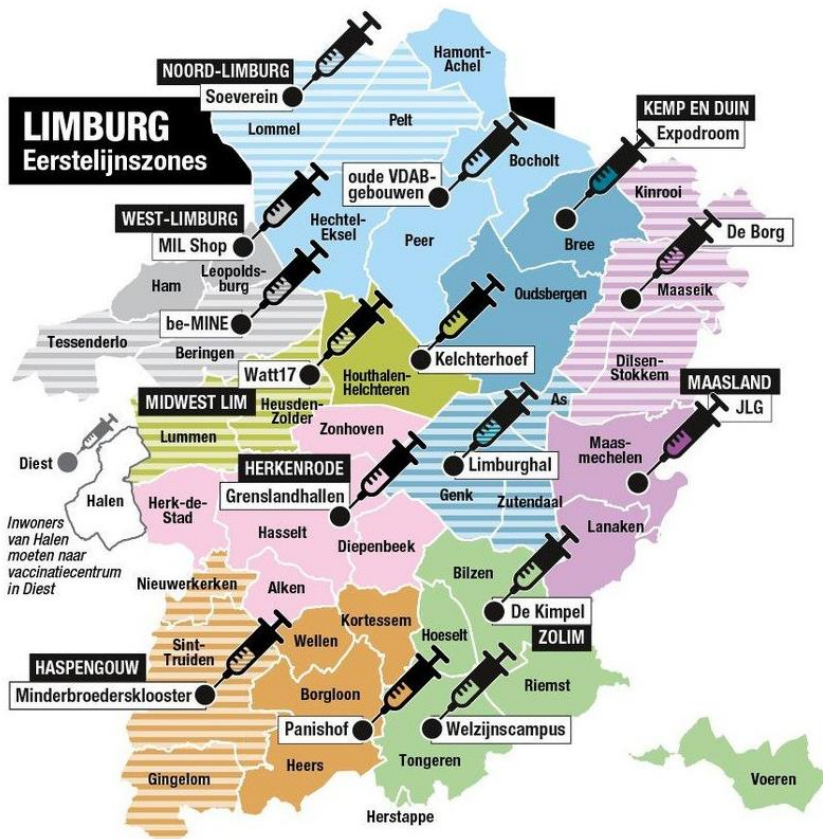 LIMBURG
Eerstelijnszones
NOORD-LIMBURG
Soeverein
Lommel
Pelt
Hamont-
Achel
KEMP EN DUIN
Expodroom
oude VDAB-
gebouwen
Bocholt
Kinrooi
WEST-LIMBURG
MIL Shop
Hechtel-
Eksel
Peer
Bree
De Borg
Maaseik
Leopolds-
burg
Ham
Oudsbergen
be-MINE
Tessenderlo
Beringen
Watt17
Houthalen-
Helchteren
Kelchterhoef
Dilsen-
Stokkem
MAASLAND
JLG
MIDWEST LIM
Heusden-
Zolder
As
Lummen
Zonhoven
Maas-
mechelen
Diest
Halen
HERKENRODE
Grenslandhallen
Limburghal
Genk
Zutendaal
Herk-de-
Stad
Hasselt
Diepenbeek
Lanaken
Inwoners
van Halen
moeten naar
vaccinatiecentrum
in Diest
Nieuwerkerken
Alken
Bilzen
De Kimpel
Kortessem
Hoeselt
ZOLIM
Sint-
Truiden
Wellen
HASPENGOUW
Minderbroedersklooster
Borgloon
Riemst
Panishof
Welzijnscampus
Gingelom
Heers
Tongeren
Voeren
Herstappe